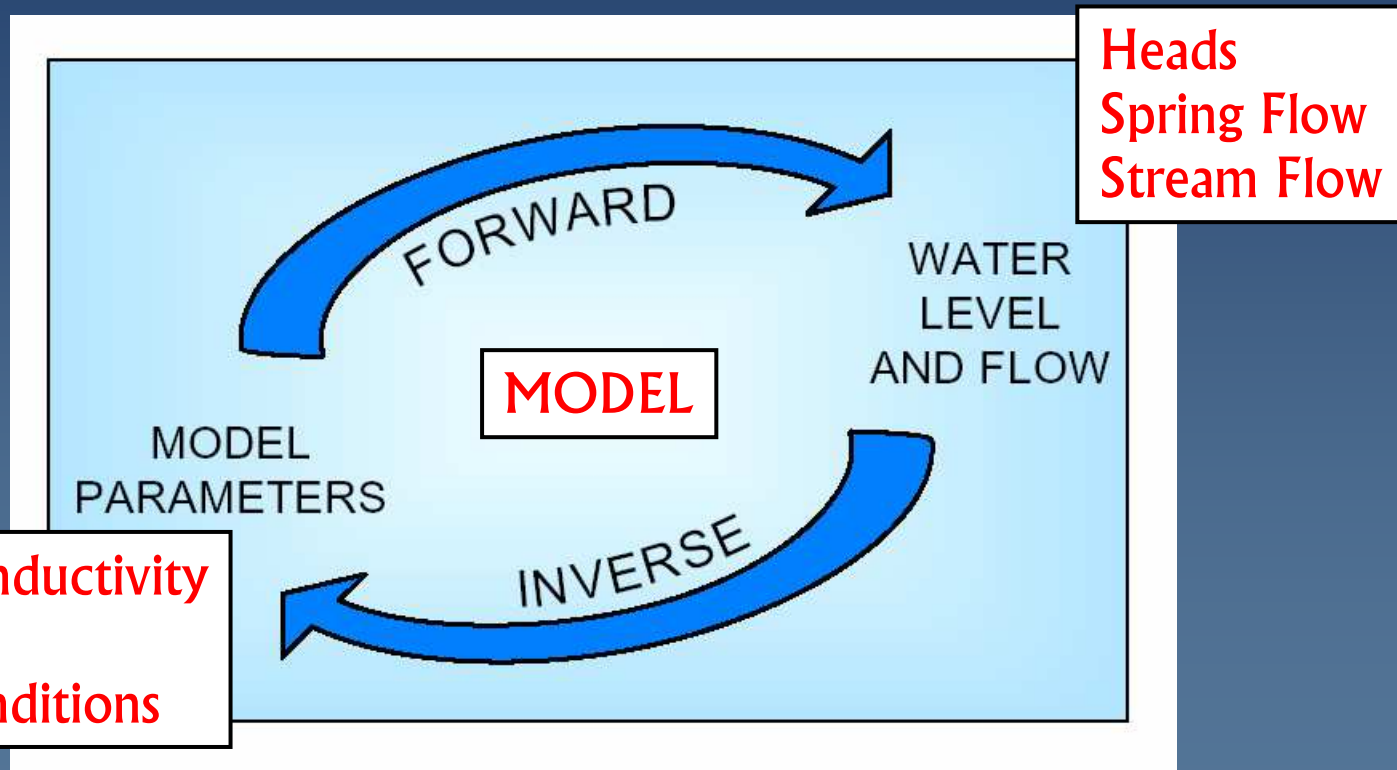 Heads
Spring Flow
Stream Flow
FORWARD
WATER
LEVEL
AND FLOW
MODEL
MODEL
PARAMETERS
INVERSE
nductivity
nditions